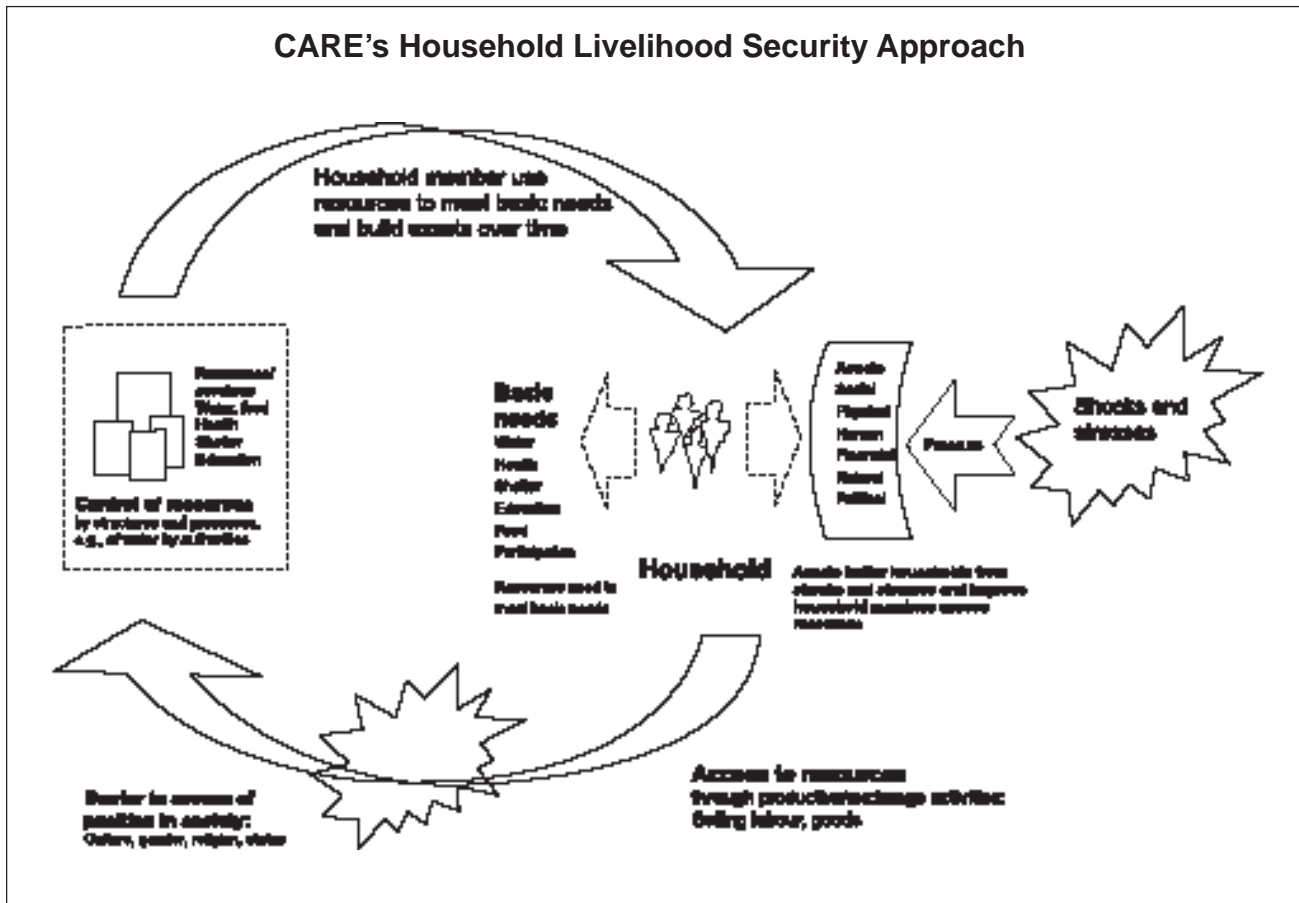 CARE’s Household Livelihood Security Approach
Household member use
resources to meet basic needs
and build assets over time
Resources/
services
Water, food
Health
Shelter
Education
Control of resources
by structures and processes,
e.g., of water by authorities
Basic
needs
Water
Health
Shelter
Education
Food
Participation
Resources used to
meet basic needs
Household
Assets
Social
Physical
Human
Financial
Natural
Political
Pressure
Shocks and
stresses
Assets buffer households from
shocks and stresses and improve
household members access
resources
Barrier to access of
position in society:
Culture, gender, religion, status
Access to resources
through production/exchange activities:
Selling labour, goods